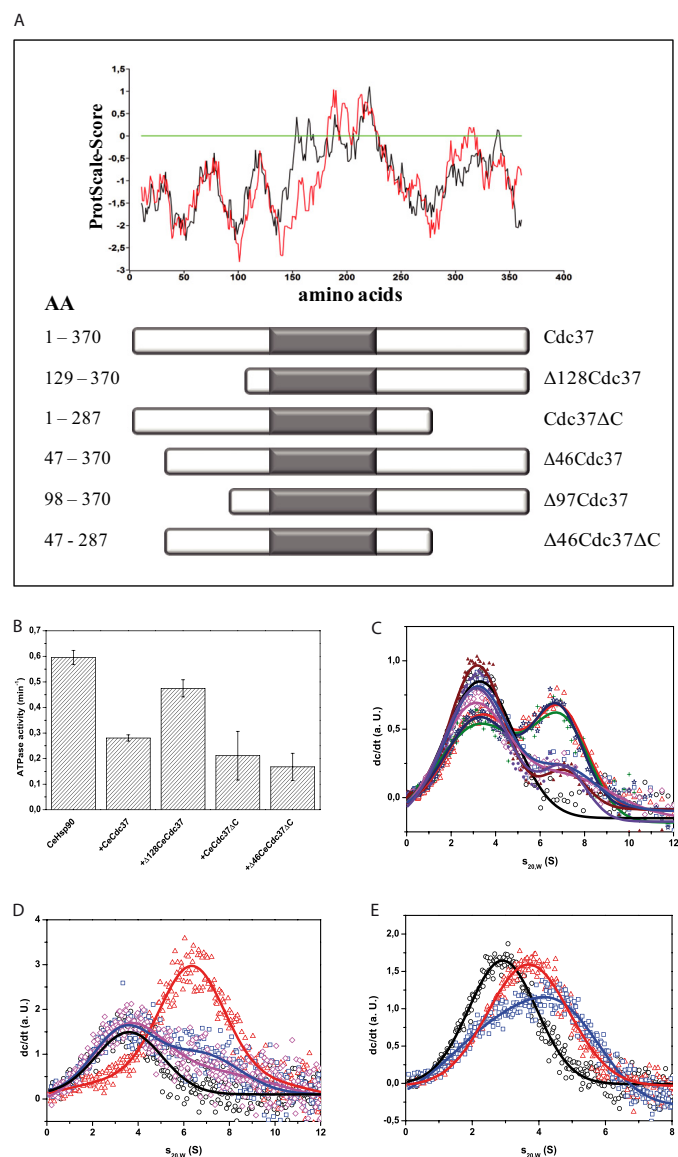 A
1,5
1
0,5
0
-0,5
-1
-1,5
-2
-2,5
-3
ProtScale-Score
0 50 100 150 200 250 300 350 400
amino acids
AA
1 – 370 Cdc37
129 – 370 Δ128Cdc37
1 – 287 Cdc37ΔC
47 – 370 Δ46Cdc37
98 – 370 Δ97Cdc37
47 - 287 Δ46Cdc37ΔC
B
0,7
0,6
0,5
0,4
0,3
0,2
0,1
0,0
ATPase activity (min⁻¹)
CeHsp90
+CeCdc37
+Δ128CeCdc37
+CeCdc37ΔC
+Δ46CeCdc37ΔC
C
1,0
0,5
0,0
dc/dt (a. U.)
0 2 4 6 8 10 12
s20,W (S)
D
4
3
2
1
0
dc/dt (a. U.)
0 2 4 6 8 10 12
s20,W (S)
E
2,0
1,5
1,0
0,5
0,0
-0,5
dc/dt (a. U.)
0 2 4 6 8
s20,W (S)